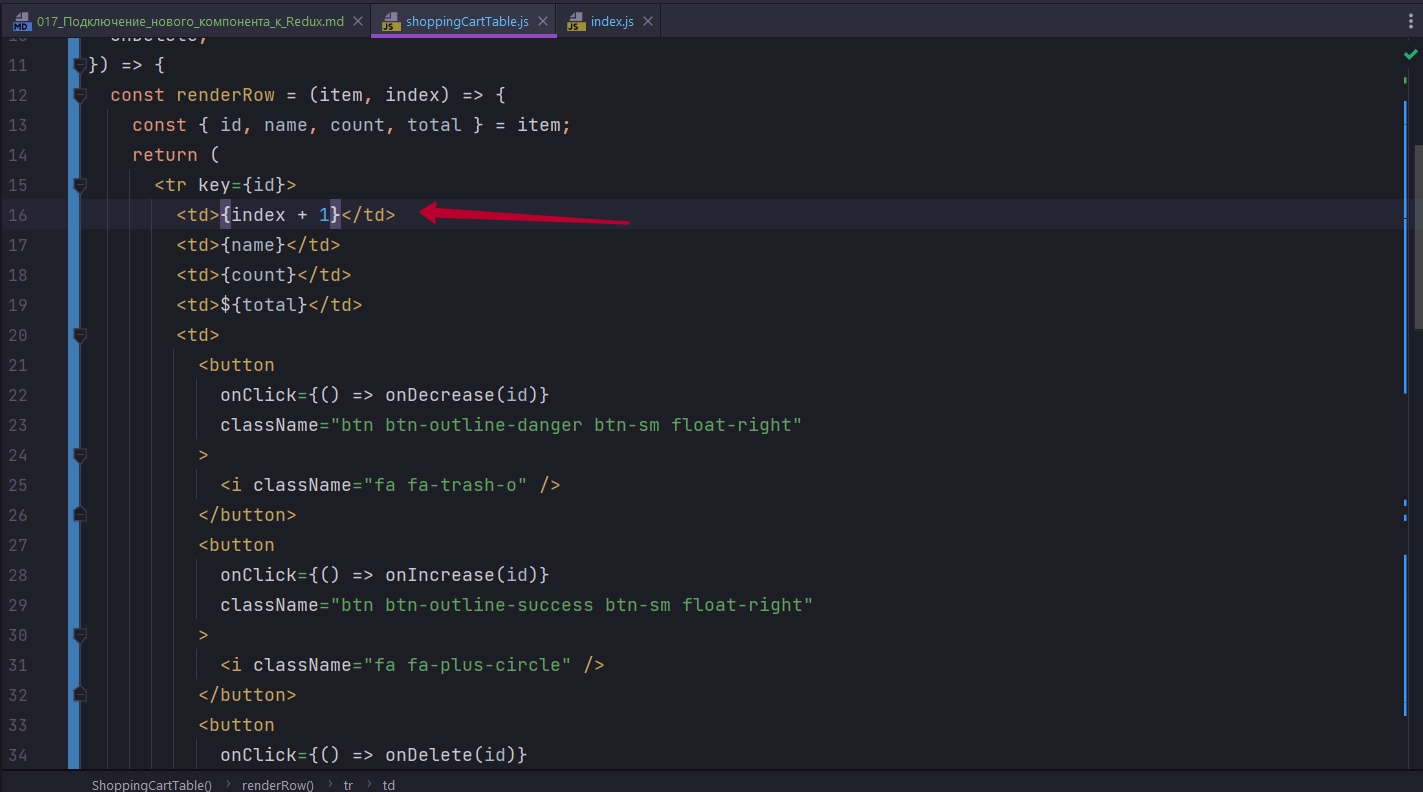 017_Подключение_нового_компонента_к_Redux.md shoppingCartTable.js index.js
10 onDelete,
11 }) => {
12 const renderRow = (item, index) => {
13 const { id, name, count, total } = item;
14 return (
15 <tr key={id}>
16 <td>{index + 1}</td>
17 <td>{name}</td>
18 <td>{count}</td>
19 <td>${total}</td>
20 <td>
21 <button
22 onClick={() => onDecrease(id)}
23 className="btn btn-outline-danger btn-sm float-right"
24 >
25 <i className="fa fa-trash-o" />
26 </button>
27 <button
28 onClick={() => onIncrease(id)}
29 className="btn btn-outline-success btn-sm float-right"
30 >
31 <i className="fa fa-plus-circle" />
32 </button>
33 <button
34 onClick={() => onDelete(id)}
ShoppingCartTable() › renderRow() › tr › td